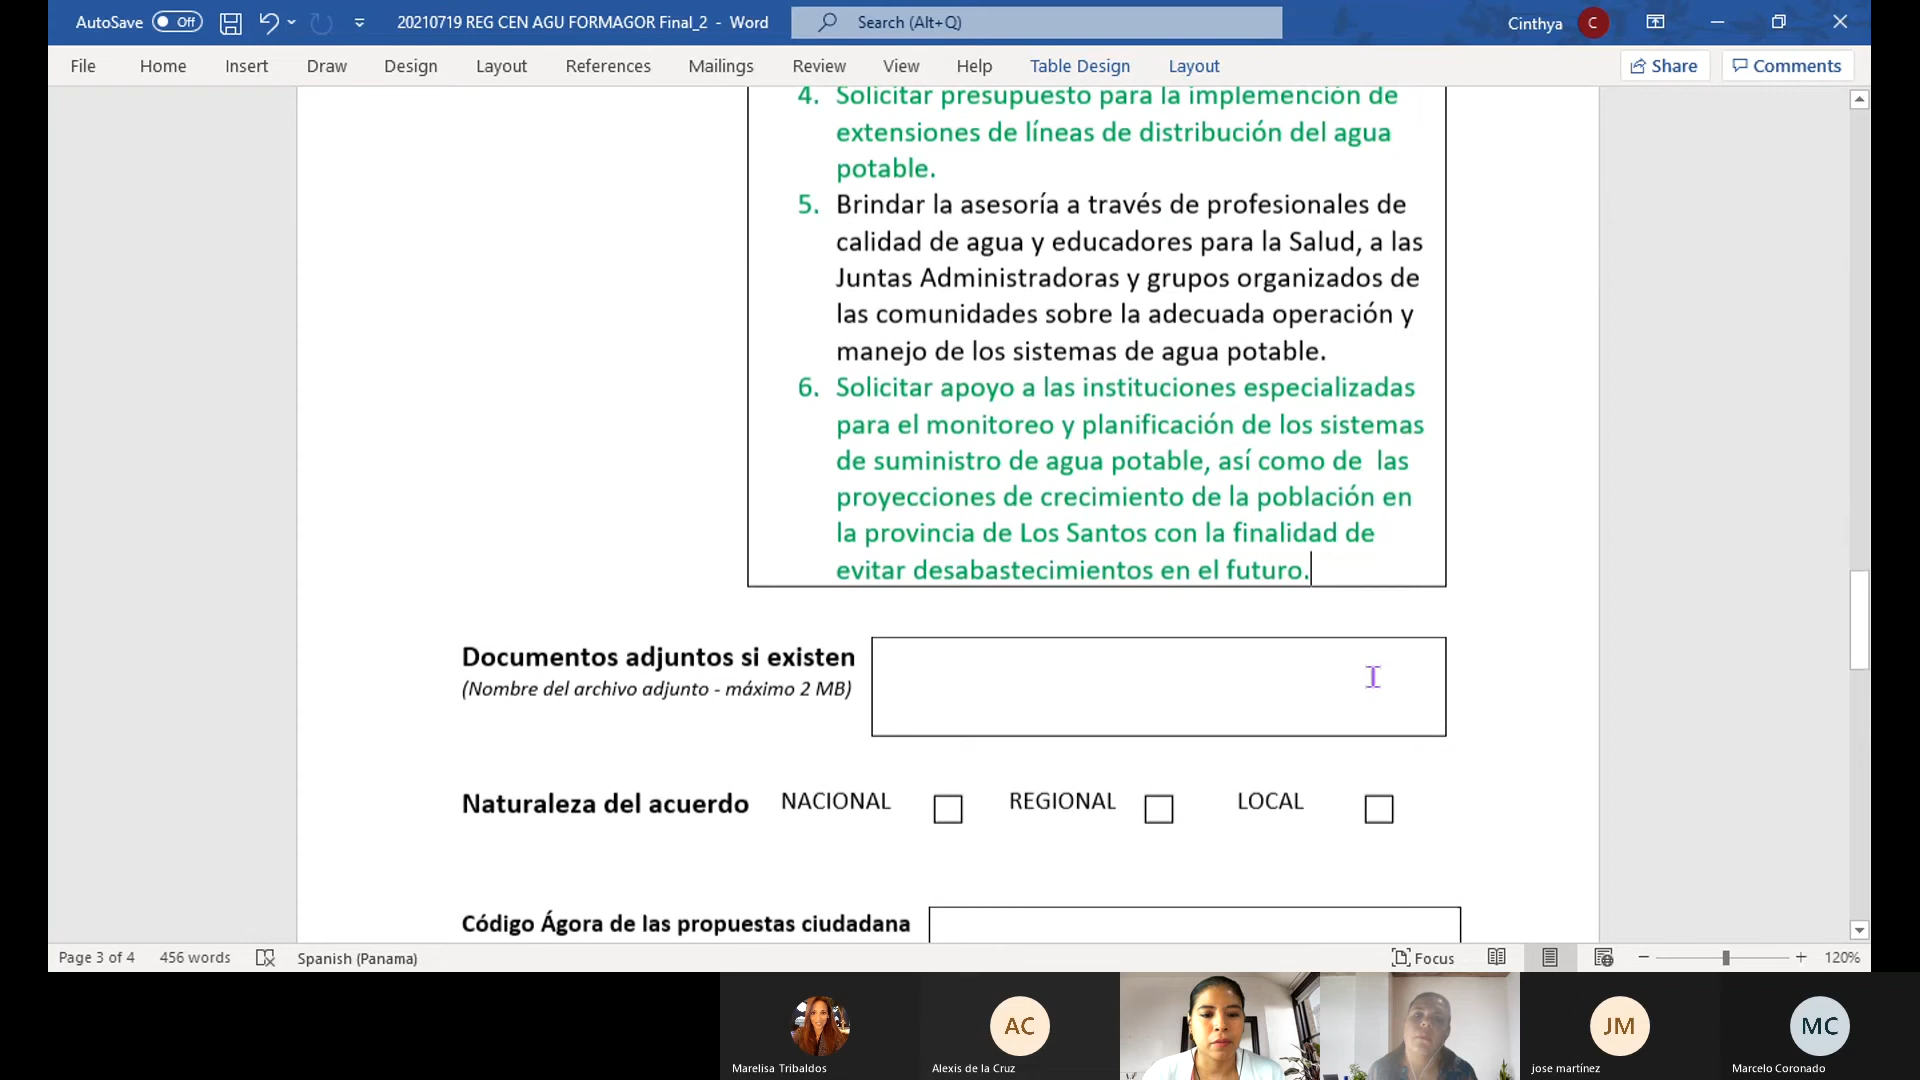 AutoSave Off 20210719 REG CEN AGU FORMAGOR Final_2 - Word Search (Alt+Q) Cinthya C
File Home Insert Draw Design Layout References Mailings Review View Help Table Design Layout Share Comments
4. Solicitar presupuesto para la implemención de
extensiones de líneas de distribución del agua
potable.
5. Brindar la asesoría a través de profesionales de
calidad de agua y educadores para la Salud, a las
Juntas Administradoras y grupos organizados de
las comunidades sobre la adecuada operación y
manejo de los sistemas de agua potable.
6. Solicitar apoyo a las instituciones especializadas
para el monitoreo y planificación de los sistemas
de suministro de agua potable, así como de las
proyecciones de crecimiento de la población en
la provincia de Los Santos con la finalidad de
evitar desabastecimientos en el futuro.
Documentos adjuntos si existen
(Nombre del archivo adjunto - máximo 2 MB)
Naturaleza del acuerdo NACIONAL REGIONAL LOCAL
Código Ágora de las propuestas ciudadana
Page 3 of 4 456 words Spanish (Panama) Focus 120%
AC JM MC
Marelisa Tribaldos Alexis de la Cruz jose martínez Marcelo Coronado